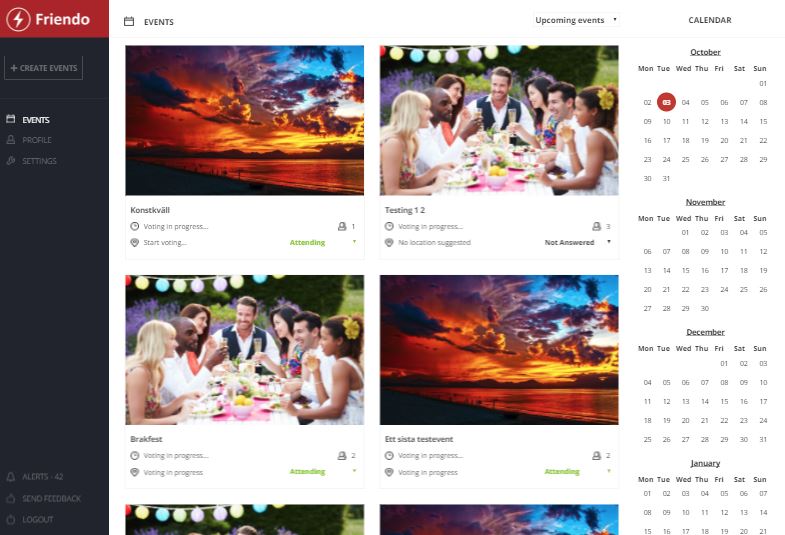 Friendo
+ CREATE EVENTS
EVENTS
PROFILE
SETTINGS
ALERTS - 42
SEND FEEDBACK
LOGOUT
EVENTS
Upcoming events
Konstkväll
Voting in progress...
1
Start voting...
Attending
Testing 1 2
Voting in progress...
3
No location suggested
Not Answered
Brakfest
Voting in progress...
2
Voting in progress
Attending
Ett sista testevent
Voting in progress...
2
Voting in progress
Attending
CALENDAR
October
Mon Tue Wed Thu Fri Sat Sun
01
02 03 04 05 06 07 08
09 10 11 12 13 14 15
16 17 18 19 20 21 22
23 24 25 26 27 28 29
30 31
November
Mon Tue Wed Thu Fri Sat Sun
01 02 03 04 05
06 07 08 09 10 11 12
13 14 15 16 17 18 19
20 21 22 23 24 25 26
27 28 29 30
December
Mon Tue Wed Thu Fri Sat Sun
01 02 03
04 05 06 07 08 09 10
11 12 13 14 15 16 17
18 19 20 21 22 23 24
25 26 27 28 29 30 31
January
Mon Tue Wed Thu Fri Sat Sun
01 02 03 04 05 06 07
08 09 10 11 12 13 14
15 16 17 18 19 20 21